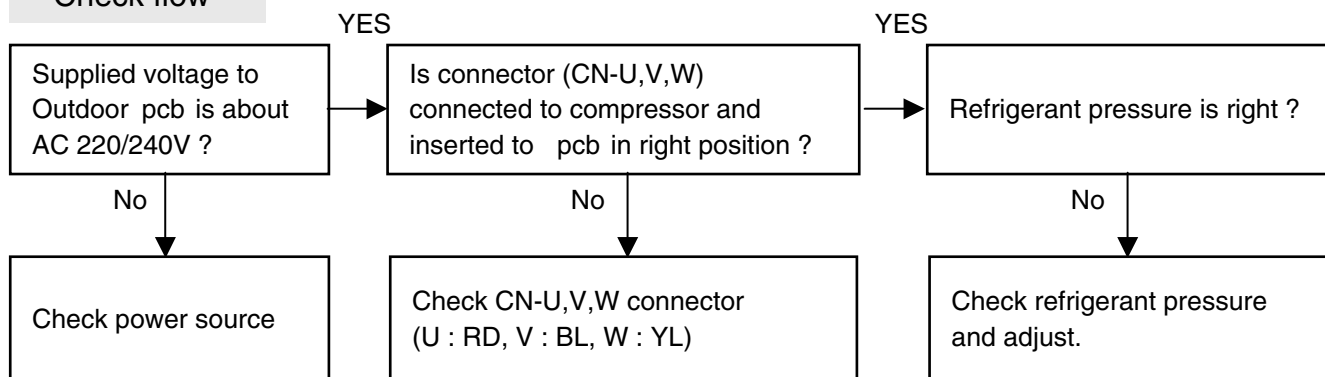 Check flow
YES
YES
Supplied voltage to
Outdoor pcb is about
AC 220/240V ?
Is connector (CN-U,V,W)
connected to compressor and
inserted to pcb in right position ?
Refrigerant pressure is right ?
No
No
No
Check power source
Check CN-U,V,W connector
(U : RD, V : BL, W : YL)
Check refrigerant pressure
and adjust.